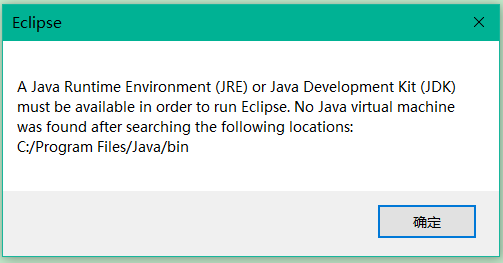 Eclipse
A Java Runtime Environment (JRE) or Java Development Kit (JDK)
must be available in order to run Eclipse. No Java virtual machine
was found after searching the following locations:
C:/Program Files/Java/bin
确定